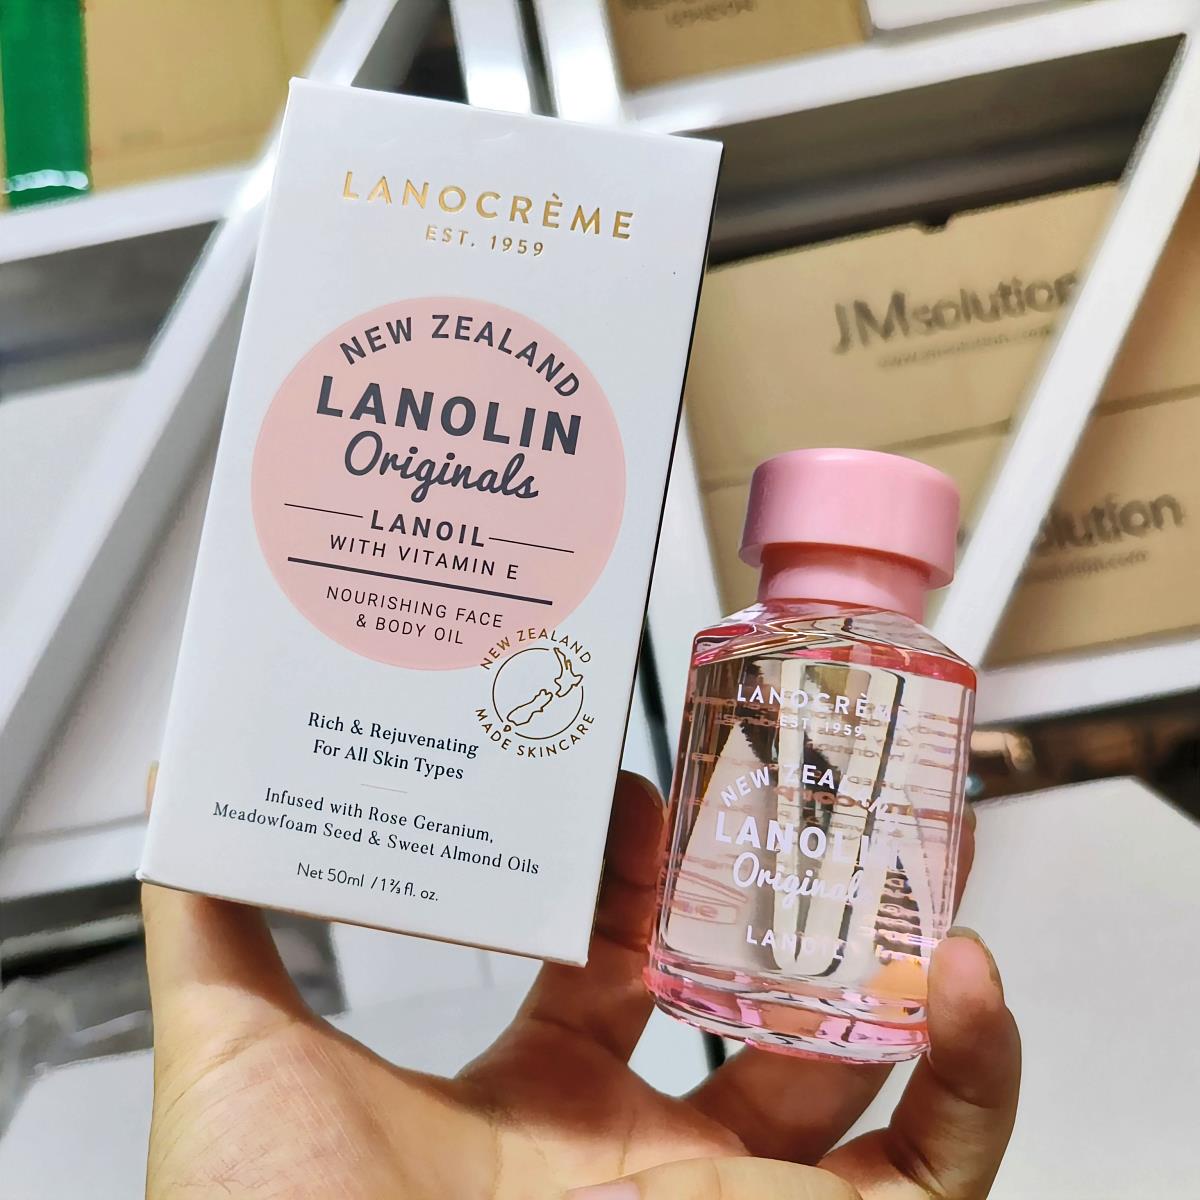 LANOCRÈME
EST. 1959
NEW ZEALAND
LANOLIN
Originals
LANOIL
WITH VITAMIN E
NOURISHING FACE
& BODY OIL
NEW ZEALAND
MADE SKINCARE
Rich & Rejuvenating
For All Skin Types
Infused with Rose Geranium,
Meadowfoam Seed & Sweet Almond Oils
Net 50ml / 1⅔ fl. oz.
LANOCRÈME
EST. 1959
NEW ZEALAND
LANOLIN
Originals
LANOIL
JMsolution